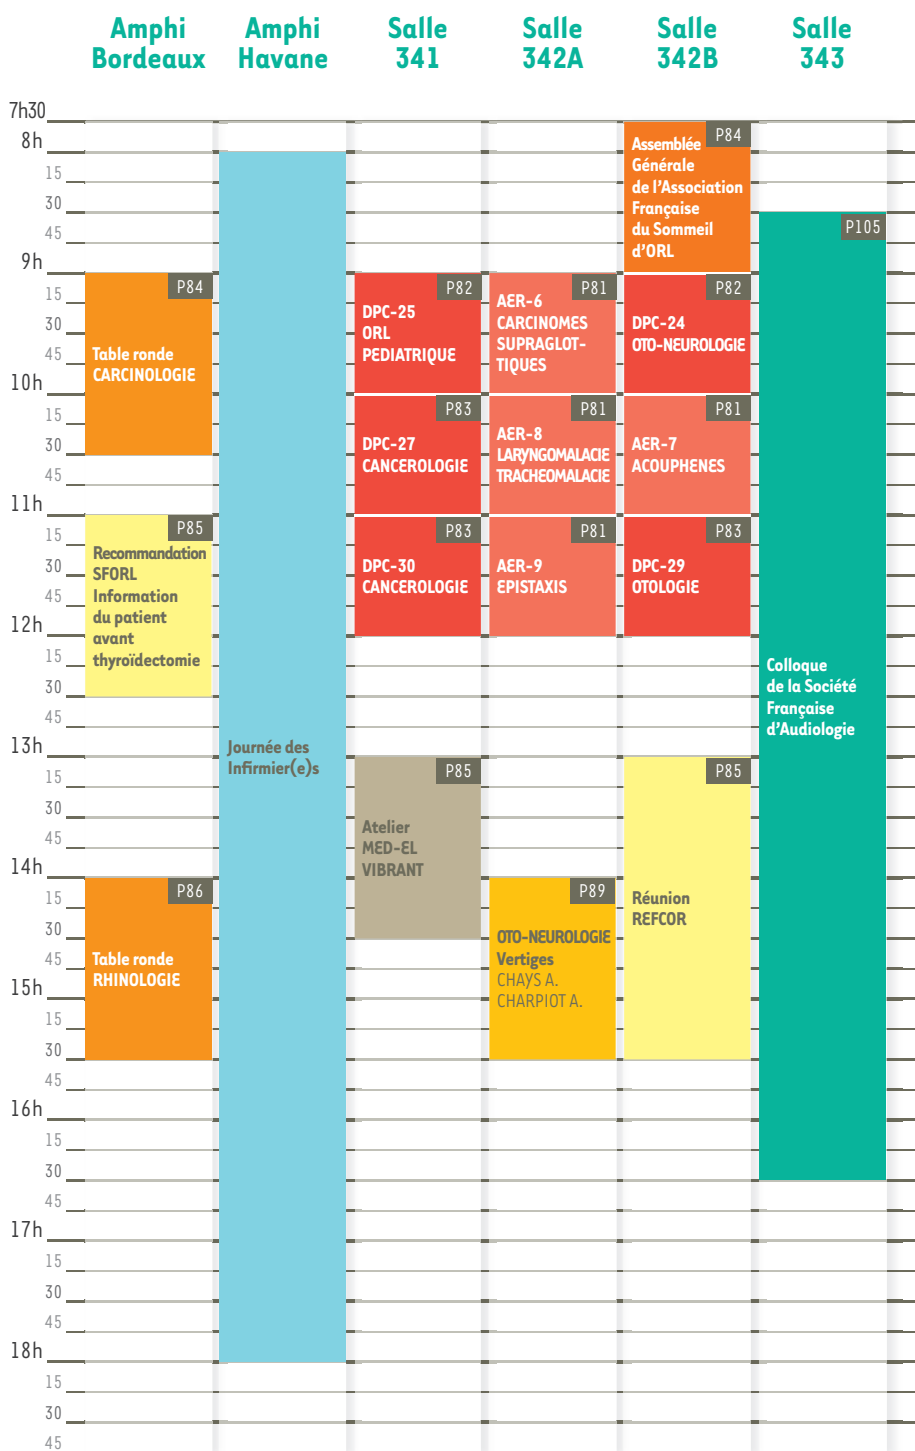 Amphi
Bordeaux
Amphi
Havane
Salle
341
Salle
342A
Salle
342B
Salle
343
7h30
8h
15
30
45
9h
15
30
45
10h
15
30
45
11h
15
30
45
12h
15
30
45
13h
15
30
45
14h
15
30
45
15h
15
30
45
16h
15
30
45
17h
15
30
45
18h
15
30
45
P84
Table ronde
CARCINOLOGIE
P85
Recommandation
SFORL
Information
du patient
avant
thyroïdectomie
P86
Table ronde
RHINOLOGIE
Journée des
Infirmier(e)s
P82
DPC-25
ORL
PEDIATRIQUE
P83
DPC-27
CANCEROLOGIE
P83
DPC-30
CANCEROLOGIE
P85
Atelier
MED-EL
VIBRANT
P81
AER-6
CARCINOMES
SUPRAGLOT-
TIQUES
P81
AER-8
LARYNGOMALACIE
TRACHEOMALACIE
P81
AER-9
EPISTAXIS
P89
OTO-NEUROLOGIE
Vertiges
CHAYS A.
CHARPIOT A.
P84
Assemblée
Générale
de l'Association
Française
du Sommeil
d'ORL
P82
DPC-24
OTO-NEUROLOGIE
P81
AER-7
ACOUPHENES
P83
DPC-29
OTOLOGIE
P85
Réunion
REFCOR
P105
Colloque
de la Société
Française
d'Audiologie